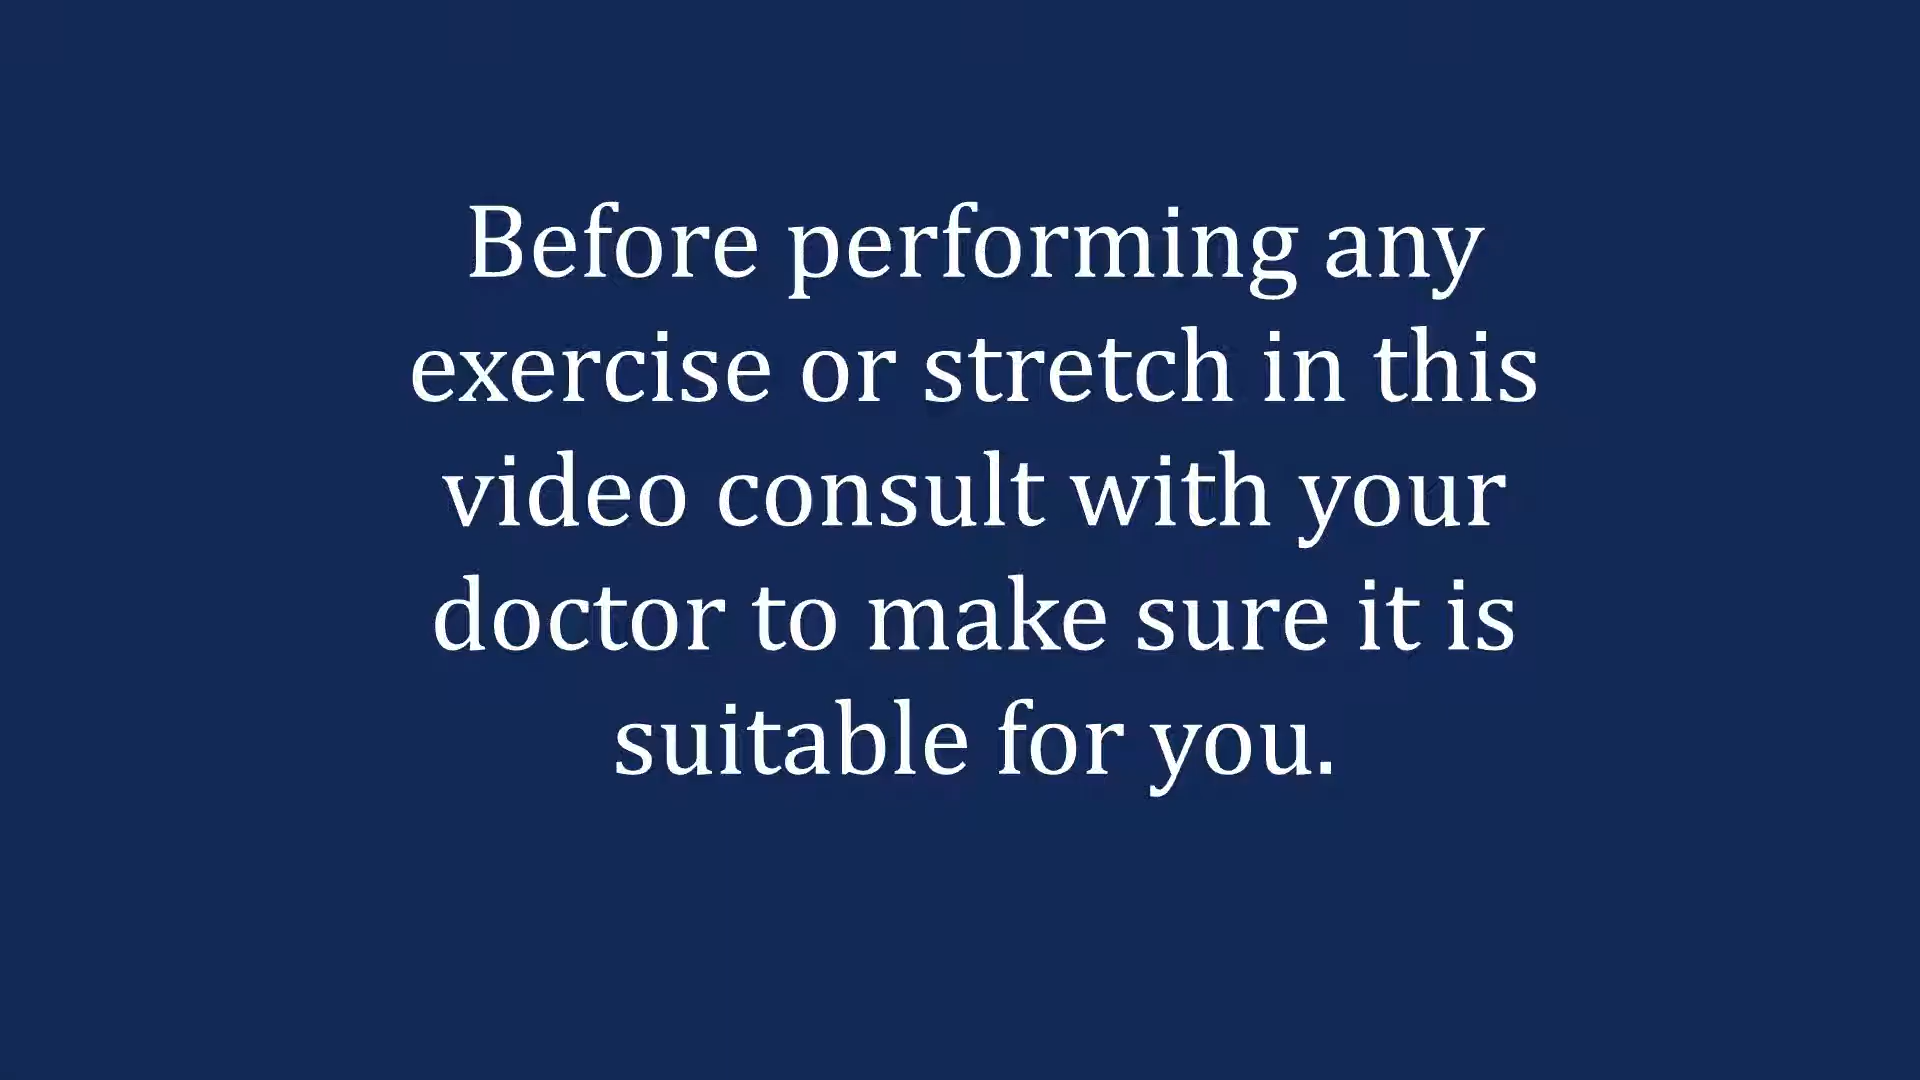 Before performing any
exercise or stretch in this
video consult with your
doctor to make sure it is
suitable for you.